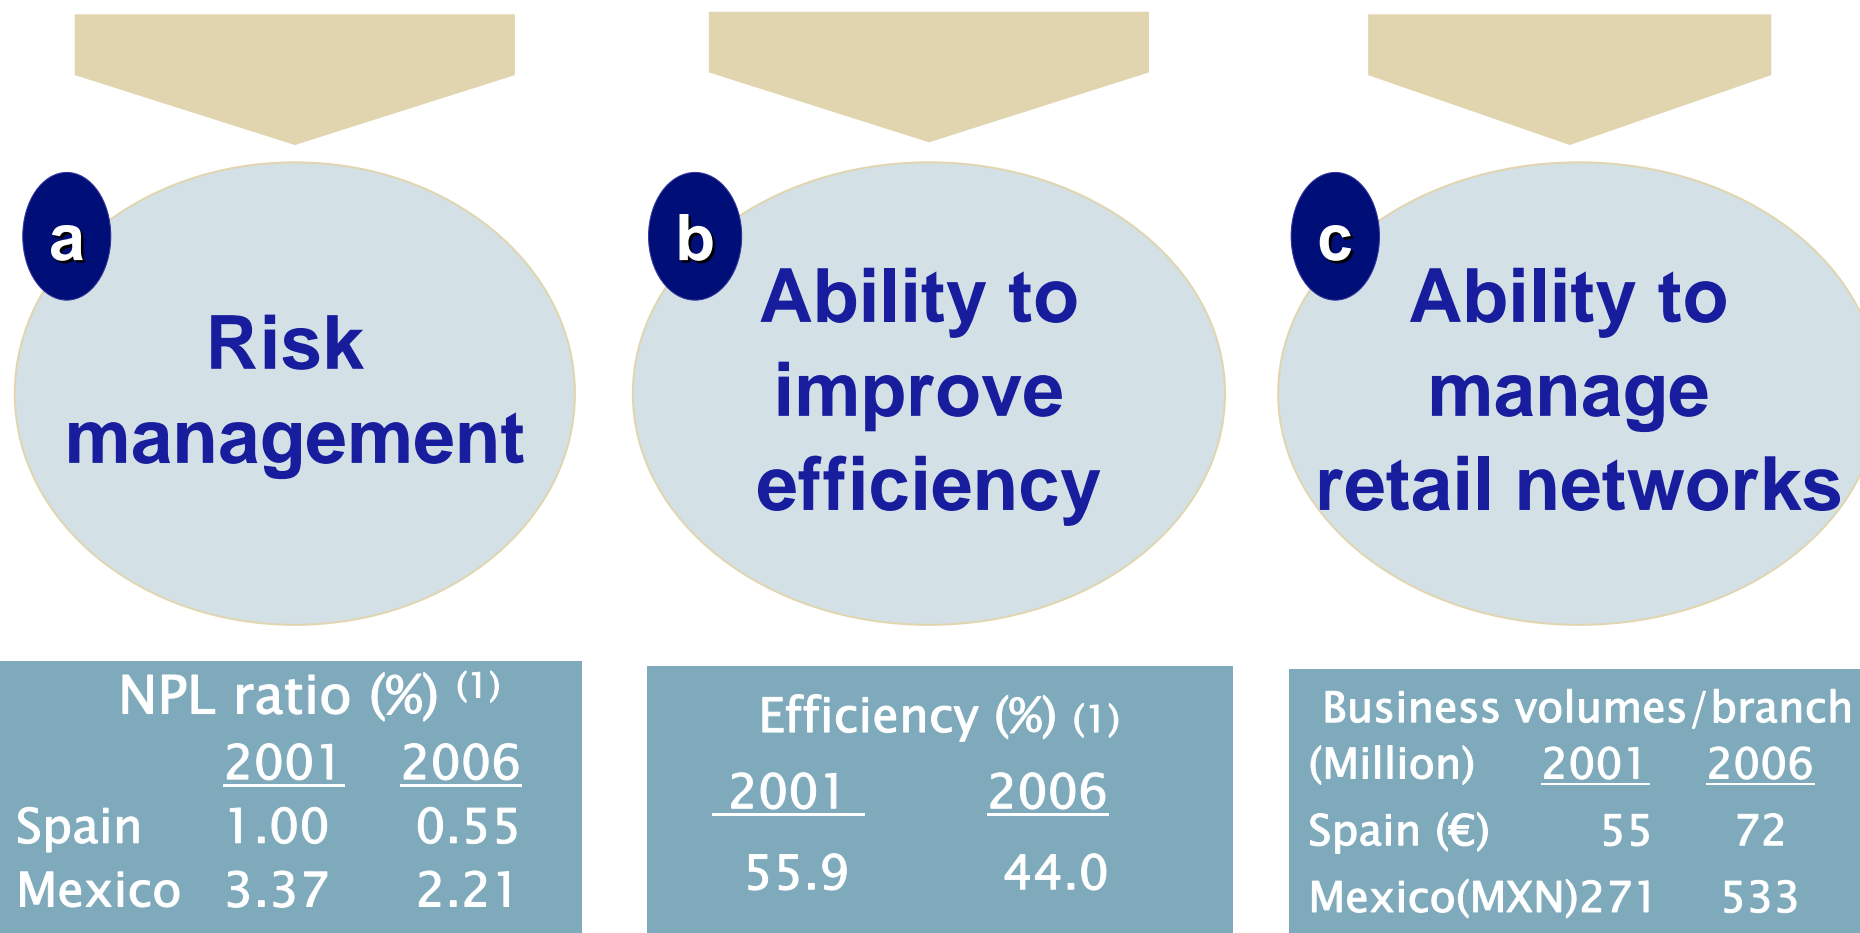 a
Risk
management
NPL ratio (%) (1)
2001 2006
Spain 1.00 0.55
Mexico 3.37 2.21
b
Ability to
improve
efficiency
Efficiency (%) (1)
2001 2006
55.9 44.0
c
Ability to
manage
retail networks
Business volumes/branch
(Million) 2001 2006
Spain (€) 55 72
Mexico(MXN)271 533